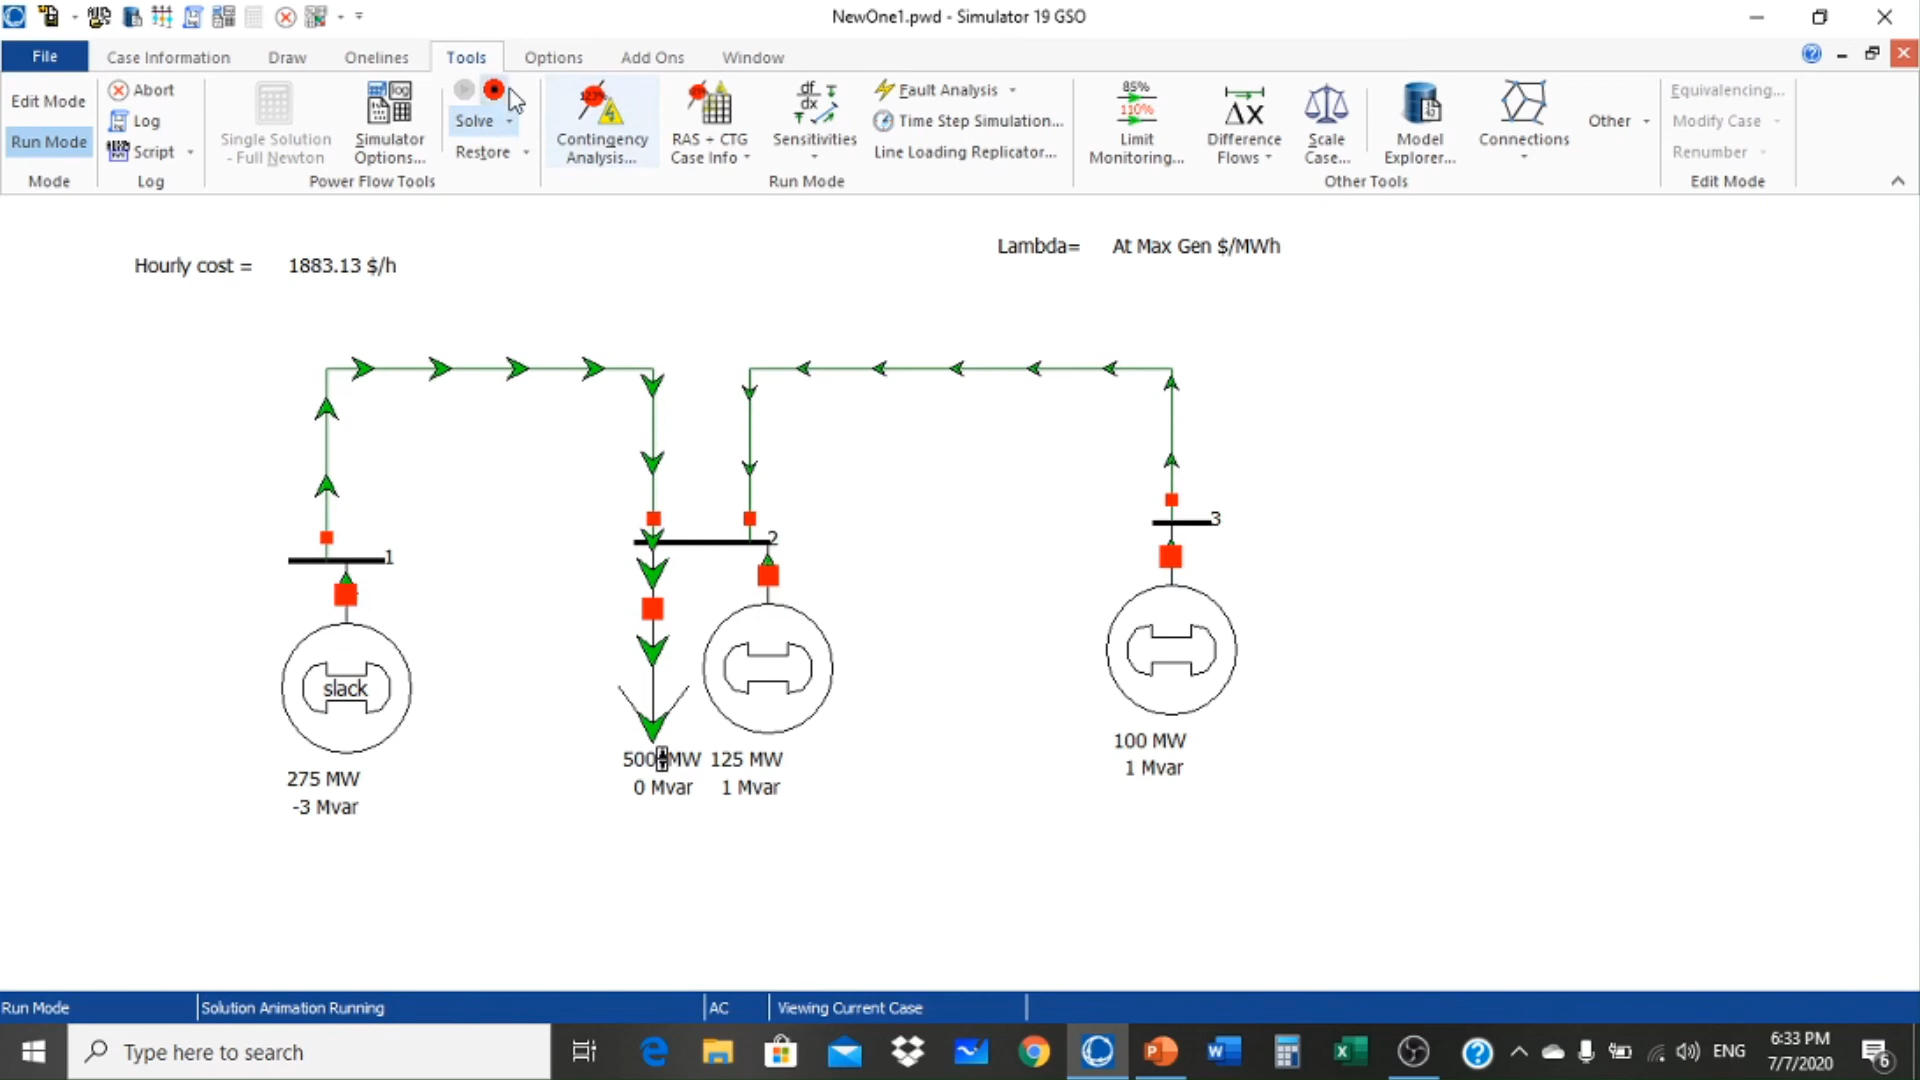 NewOne1.pwd - Simulator 19 GSO
File
Case Information
Draw
Onelines
Tools
Options
Add Ons
Window
Edit Mode
Run Mode
Mode
Abort
Log
Script
Log
Single Solution
- Full Newton
Simulator
Options...
Solve
Restore
Power Flow Tools
Contingency
Analysis...
RAS + CTG
Case Info
Sensitivities
Fault Analysis
Time Step Simulation...
Line Loading Replicator...
Run Mode
85%
110%
Limit
Monitoring...
Difference
Flows
Scale
Case...
Model
Explorer...
Connections
Other
Other Tools
Equivalencing...
Modify Case
Renumber
Edit Mode
Hourly cost = 1883.13 $/h
Lambda= At Max Gen $/MWh
1
2
3
slack
275 MW
-3 Mvar
500 MW
0 Mvar
125 MW
1 Mvar
100 MW
1 Mvar
Run Mode
Solution Animation Running
AC
Viewing Current Case
Type here to search
ENG
6:33 PM
7/7/2020
6